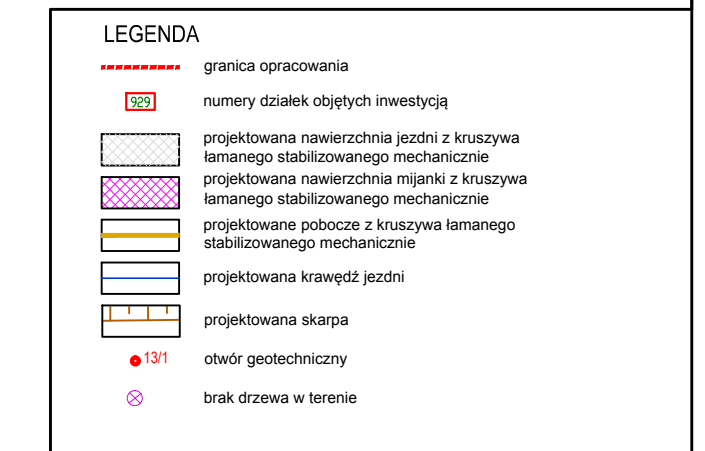 LEGENDA
granica opracowania
929 numery działek objętych inwestycją
projektowana nawierzchnia jezdni z kruszywa
łamanego stabilizowanego mechanicznie
projektowana nawierzchnia mijanki z kruszywa
łamanego stabilizowanego mechanicznie
projektowane pobocze z kruszywa łamanego
stabilizowanego mechanicznie
projektowana krawędź jezdni
projektowana skarpa
13/1 otwór geotechniczny
brak drzewa w terenie